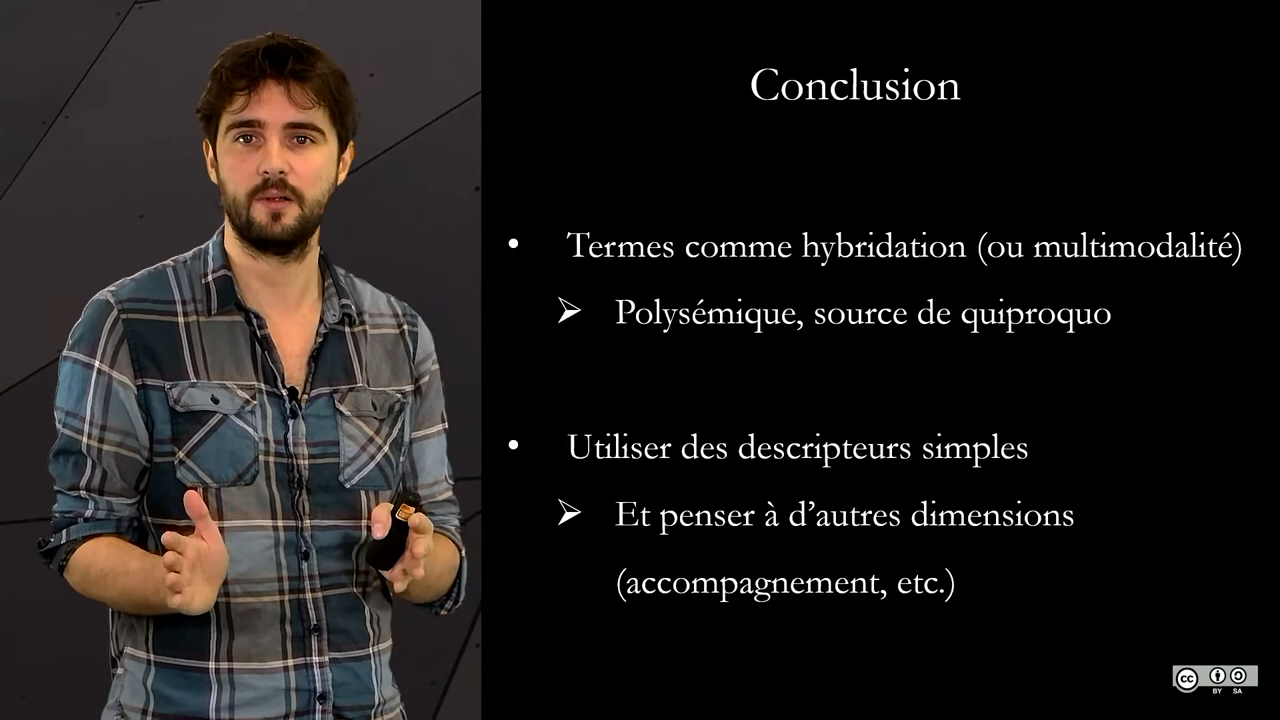 Conclusion
• Termes comme hybridation (ou multimodalité)
➢ Polysémique, source de quiproquo
• Utiliser des descripteurs simples
➢ Et penser à d’autres dimensions
(accompagnement, etc.)
cc
BY SA